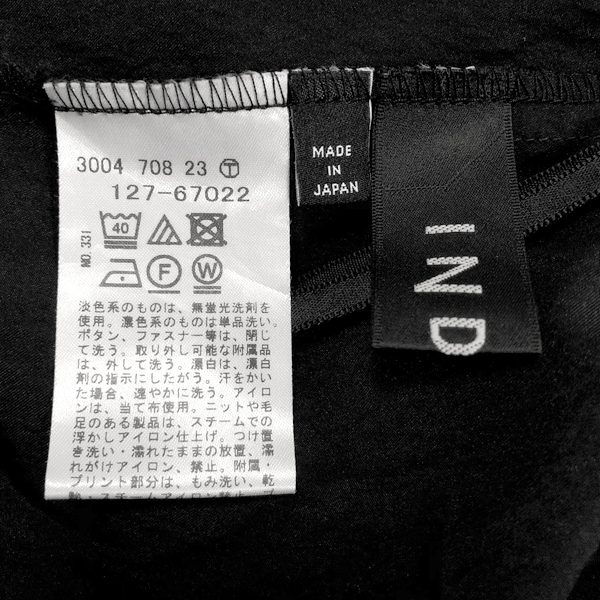 3004 708 23 Ⓣ
127-67022
40
NO.331
F W
淡色系のものは、無蛍光洗剤を
使用。濃色系のものは単品洗い。
ボタン、ファスナー等は、閉じ
て洗う。取り外し可能な附属品
は、外して洗う。漂白は、漂白
剤の指示にしたがう。汗をかい
た場合、速やかに洗う。アイロ
ンは、当て布使用。ニットや毛
足のある製品は、スチームでの
浮かしアイロン仕上げ。つけ置
き洗い・濡れたままの放置、濡
れがけアイロン、禁止。附属・
プリント部分は、もみ洗い、乾
MADE
IN
JAPAN
IND